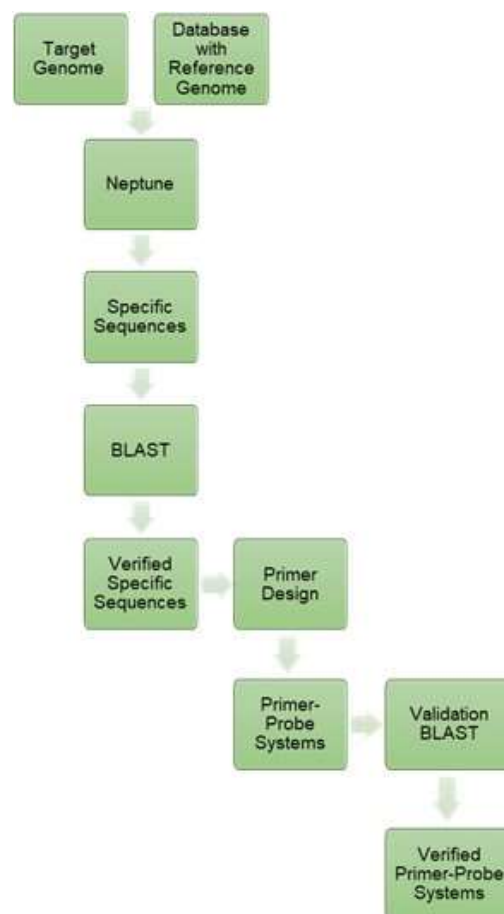 Target
Genome
Database
with
Reference
Genome
Neptune
Specific
Sequences
BLAST
Verified
Specific
Sequences
Primer
Design
Primer-
Probe
Systems
Validation
BLAST
Verified
Primer-Probe
Systems